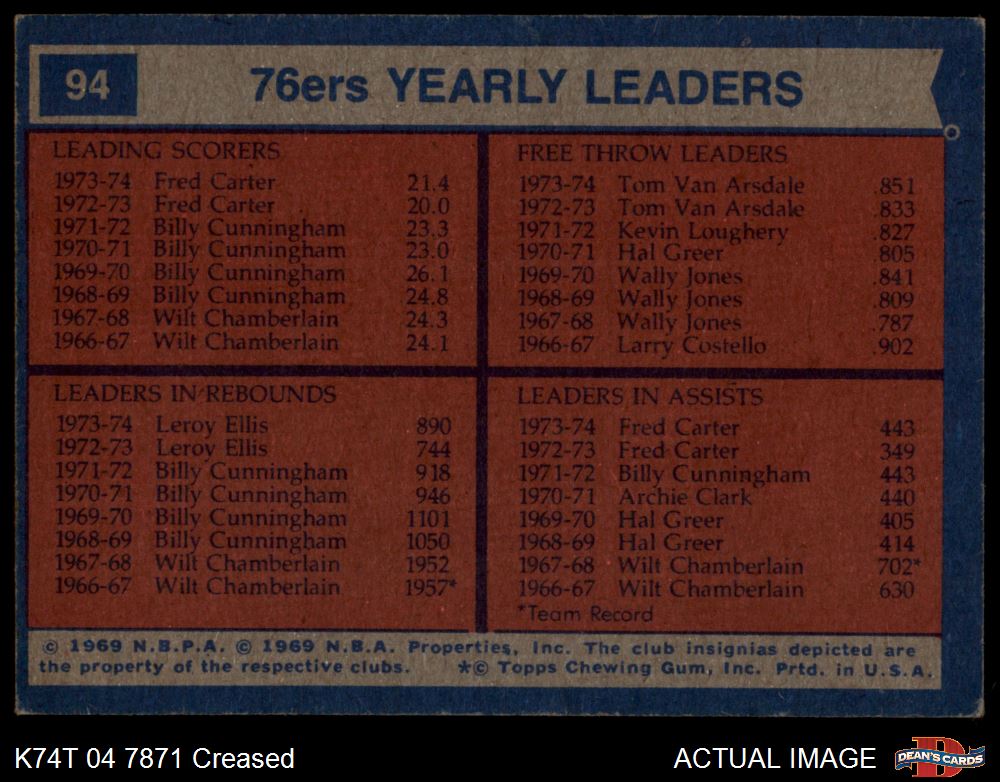 94
76ers YEARLY LEADERS
LEADING SCORERS
1973-74 Fred Carter 21.4
1972-73 Fred Carter 20.0
1971-72 Billy Cunningham 23.3
1970-71 Billy Cunningham 23.0
1969-70 Billy Cunningham 26.1
1968-69 Billy Cunningham 24.8
1967-68 Wilt Chamberlain 24.3
1966-67 Wilt Chamberlain 24.1
FREE THROW LEADERS
1973-74 Tom Van Arsdale .851
1972-73 Tom Van Arsdale .833
1971-72 Kevin Loughery .827
1970-71 Hal Greer .805
1969-70 Wally Jones .841
1968-69 Wally Jones .809
1967-68 Wally Jones .787
1966-67 Larry Costello .902
LEADERS IN REBOUNDS
1973-74 Leroy Ellis 890
1972-73 Leroy Ellis 744
1971-72 Billy Cunningham 918
1970-71 Billy Cunningham 946
1969-70 Billy Cunningham 1101
1968-69 Billy Cunningham 1050
1967-68 Wilt Chamberlain 1952
1966-67 Wilt Chamberlain 1957*
LEADERS IN ASSISTS
1973-74 Fred Carter 443
1972-73 Fred Carter 349
1971-72 Billy Cunningham 443
1970-71 Archie Clark 440
1969-70 Hal Greer 405
1968-69 Hal Greer 414
1967-68 Wilt Chamberlain 702*
1966-67 Wilt Chamberlain 630
*Team Record
© 1969 N.B.P.A. © 1969 N.B.A. Properties, Inc. The club insignias depicted are
the property of the respective clubs. *© Topps Chewing Gum, Inc. Prtd. in U.S.A.
K74T 04 7871 Creased
ACTUAL IMAGE
D
DEAN'S CARDS